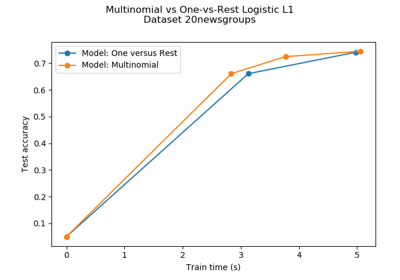 Multinomial vs One-vs-Rest Logistic L1
Dataset 20newsgroups
Model: One versus Rest
Model: Multinomial
Test accuracy
0.7
0.6
0.5
0.4
0.3
0.2
0.1
0 1 2 3 4 5
Train time (s)